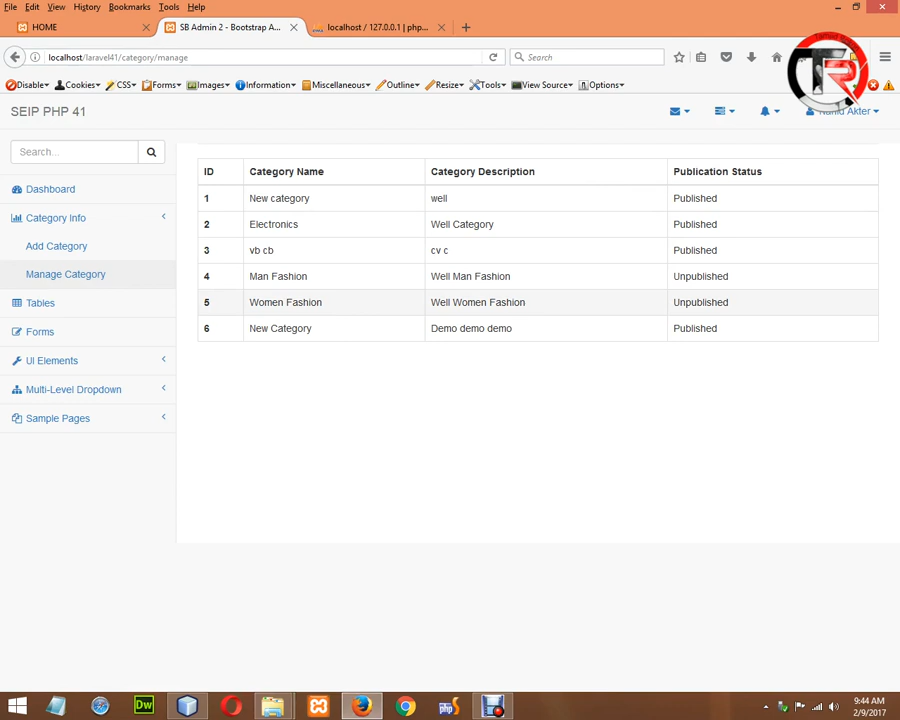 File Edit View History Bookmarks Tools Help
HOME SB Admin 2 - Bootstrap A... localhost / 127.0.0.1 | php...
localhost/laravel41/category/manage Search
Disable Cookies CSS Forms Images Information Miscellaneous Outline Resize Tools View Source Options
SEIP PHP 41 Akter
Search...
Dashboard
Category Info
Add Category
Manage Category
Tables
Forms
UI Elements
Multi-Level Dropdown
Sample Pages
ID Category Name Category Description Publication Status
1 New category well Published
2 Electronics Well Category Published
3 vb cb cv c Published
4 Man Fashion Well Man Fashion Unpublished
5 Women Fashion Well Women Fashion Unpublished
6 New Category Demo demo demo Published
Dw php
9:44 AM
2/9/2017